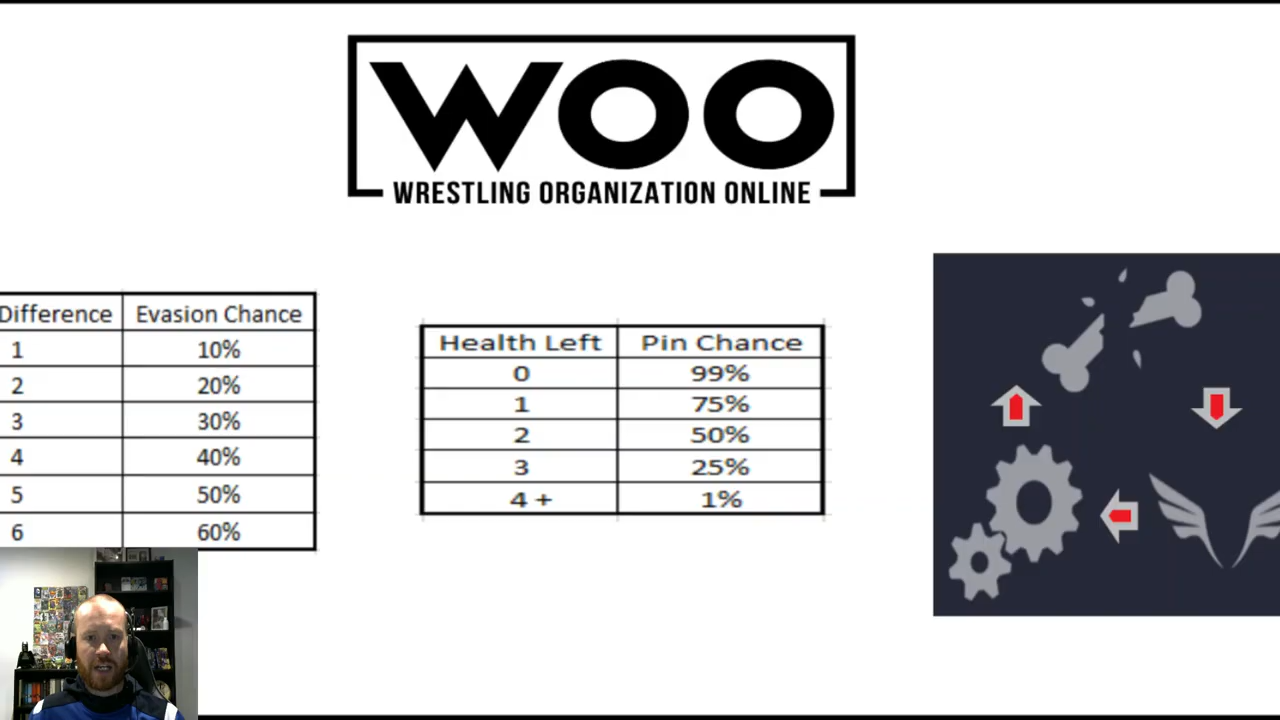 WOO
WRESTLING ORGANIZATION ONLINE
Difference Evasion Chance
1 10%
2 20%
3 30%
4 40%
5 50%
6 60%
Health Left Pin Chance
0 99%
1 75%
2 50%
3 25%
4 + 1%